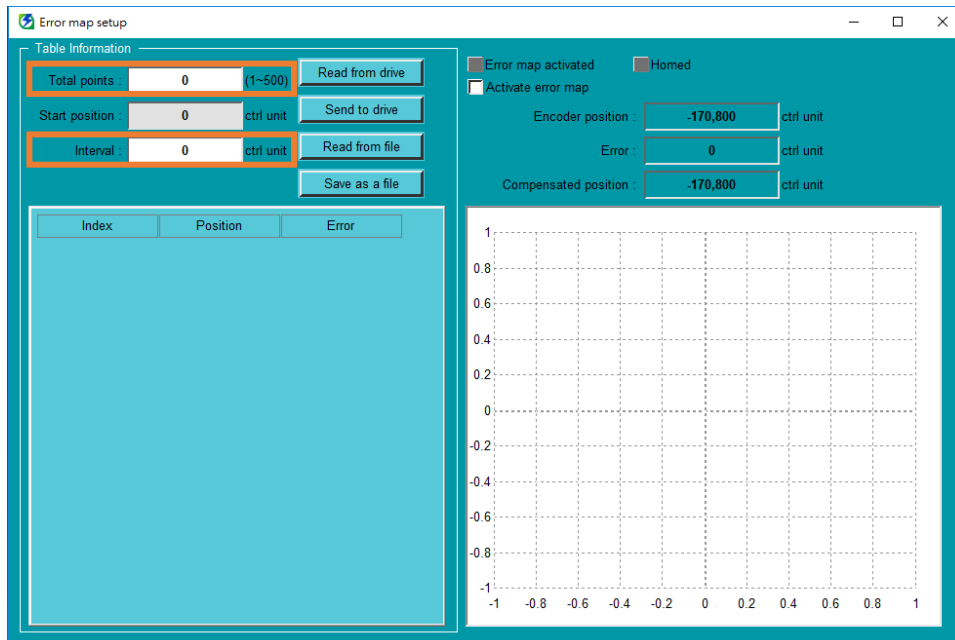 Error map setup
Table Information
Total points : 0 (1~500) Read from drive
Start position : 0 ctrl unit Send to drive
Interval : 0 ctrl unit Read from file
Save as a file
Index Position Error
Error map activated Homed
Activate error map
Encoder position : -170,800 ctrl unit
Error : 0 ctrl unit
Compensated position : -170,800 ctrl unit
1
0.8
0.6
0.4
0.2
0
-0.2
-0.4
-0.6
-0.8
-1
-1 -0.8 -0.6 -0.4 -0.2 0 0.2 0.4 0.6 0.8 1